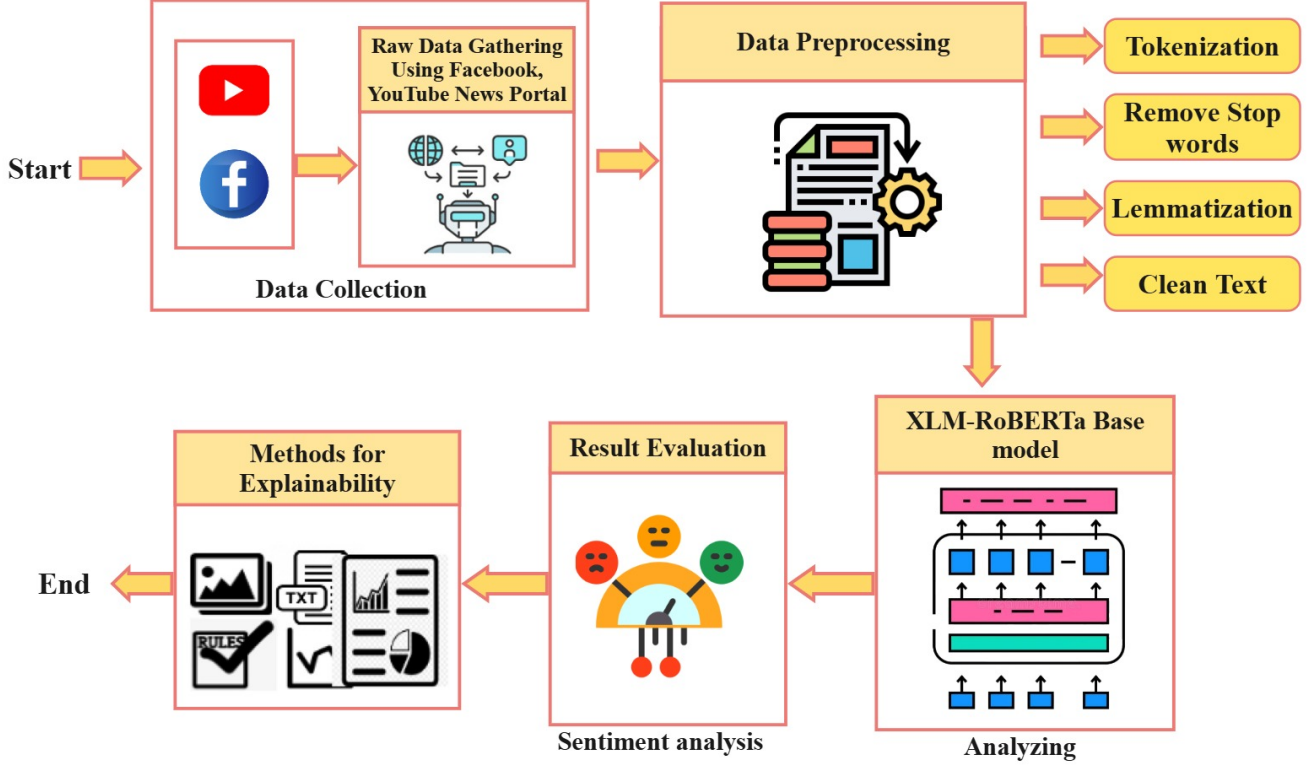 Start
Raw Data Gathering
Using Facebook,
YouTube News Portal
Data Collection
Data Preprocessing
Tokenization
Remove Stop
words
Lemmatization
Clean Text
XLM-RoBERTa Base
model
Analyzing
Result Evaluation
Sentiment analysis
Methods for
Explainability
TXT
RULES
End